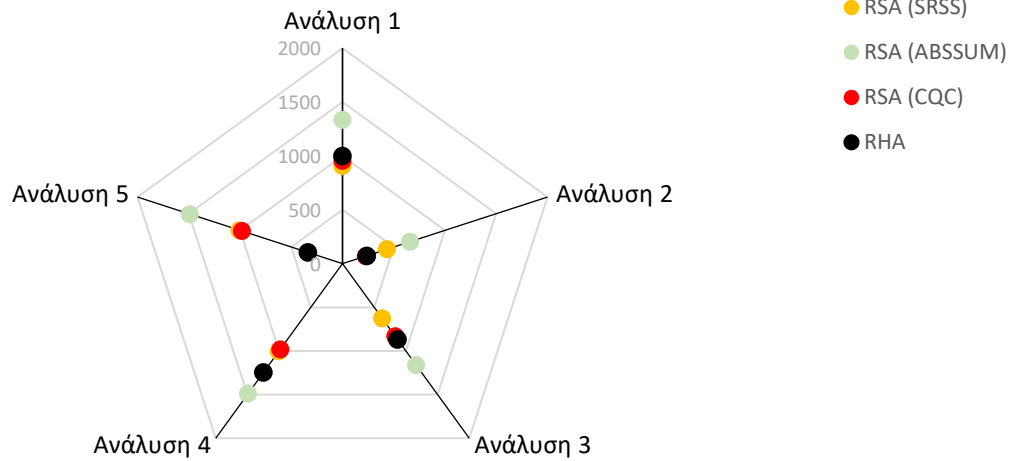 Ανάλυση 1
2000
1500
1000
500
0
Ανάλυση 2
Ανάλυση 3
Ανάλυση 4
Ανάλυση 5
RSA (SRSS)
RSA (ABSSUM)
RSA (CQC)
RHA